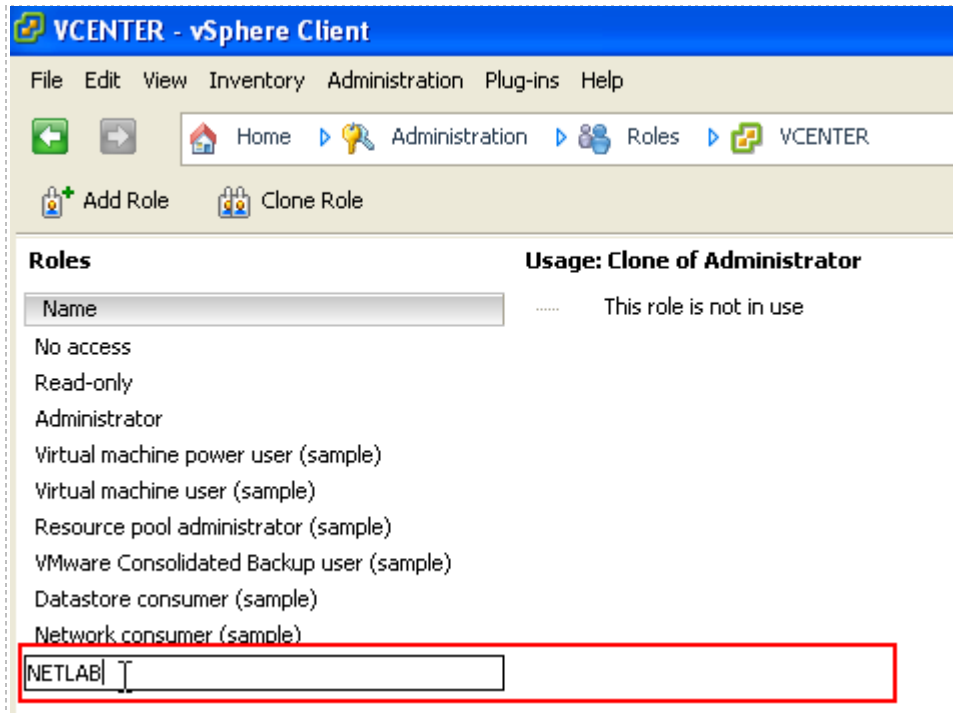 VCENTER - vSphere Client
File Edit View Inventory Administration Plug-ins Help
Home Administration Roles VCENTER
Add Role Clone Role
Roles
Usage: Clone of Administrator
Name
This role is not in use
No access
Read-only
Administrator
Virtual machine power user (sample)
Virtual machine user (sample)
Resource pool administrator (sample)
VMware Consolidated Backup user (sample)
Datastore consumer (sample)
Network consumer (sample)
NETLAB